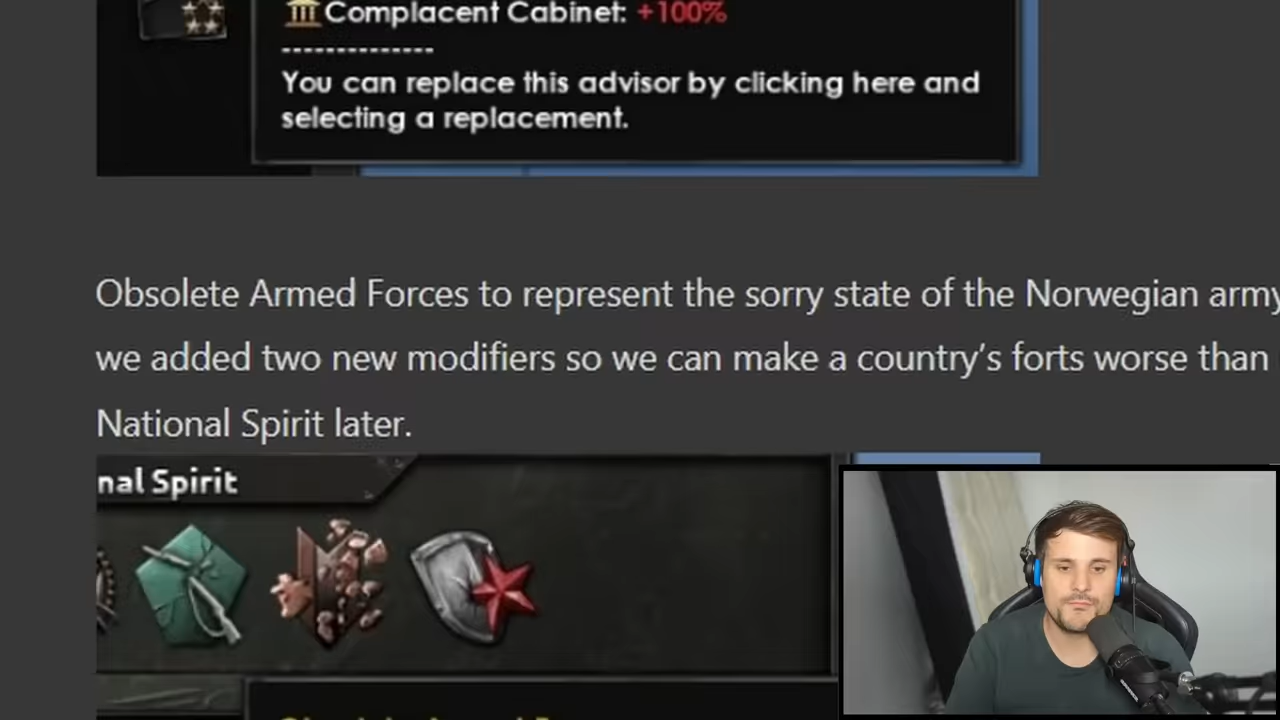 Complacent Cabinet: +100%
--------------
You can replace this advisor by clicking here and
selecting a replacement.
Obsolete Armed Forces to represent the sorry state of the Norwegian army
we added two new modifiers so we can make a country's forts worse than
National Spirit later.
nal Spirit